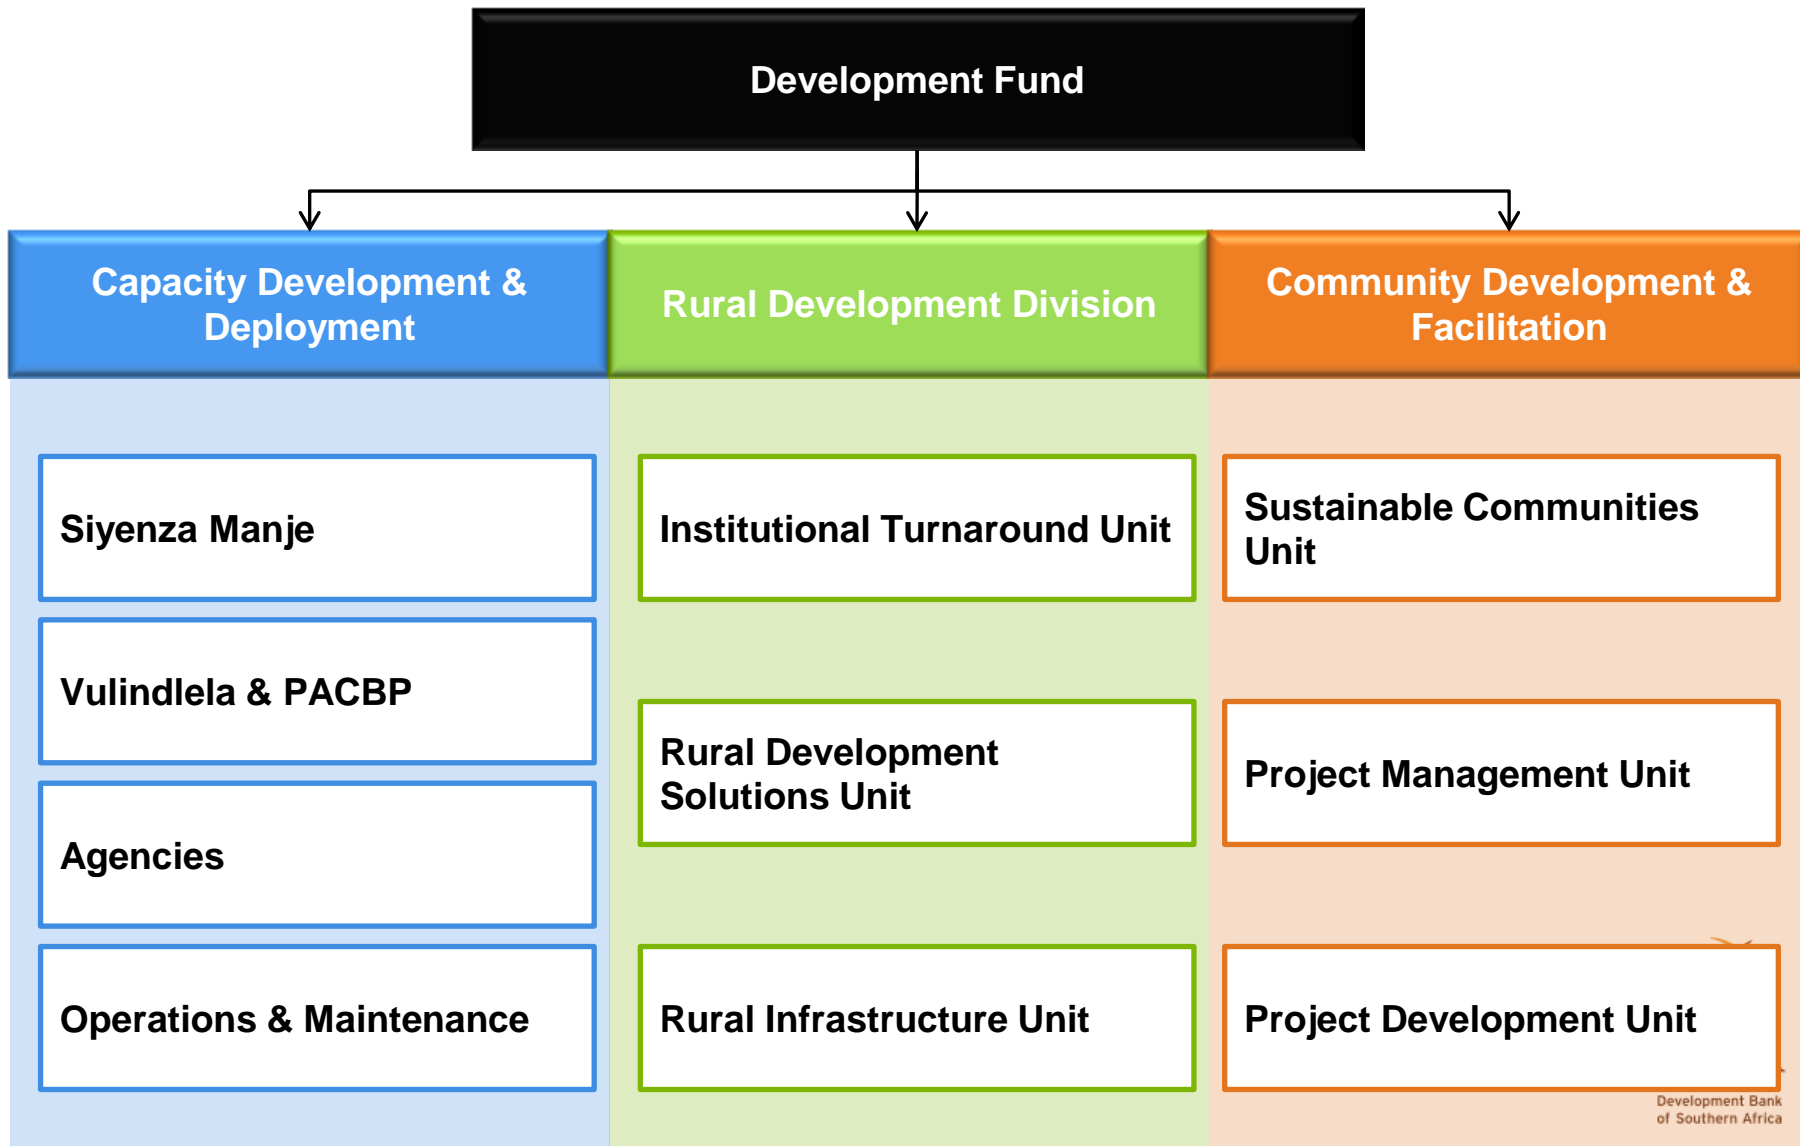 Development Fund
Capacity Development &
Deployment
Rural Development Division
Community Development &
Facilitation
Siyenza Manje
Vulindlela & PACBP
Agencies
Operations & Maintenance
Institutional Turnaround Unit
Rural Development
Solutions Unit
Rural Infrastructure Unit
Sustainable Communities
Unit
Project Management Unit
Project Development Unit
Development Bank
of Southern Africa